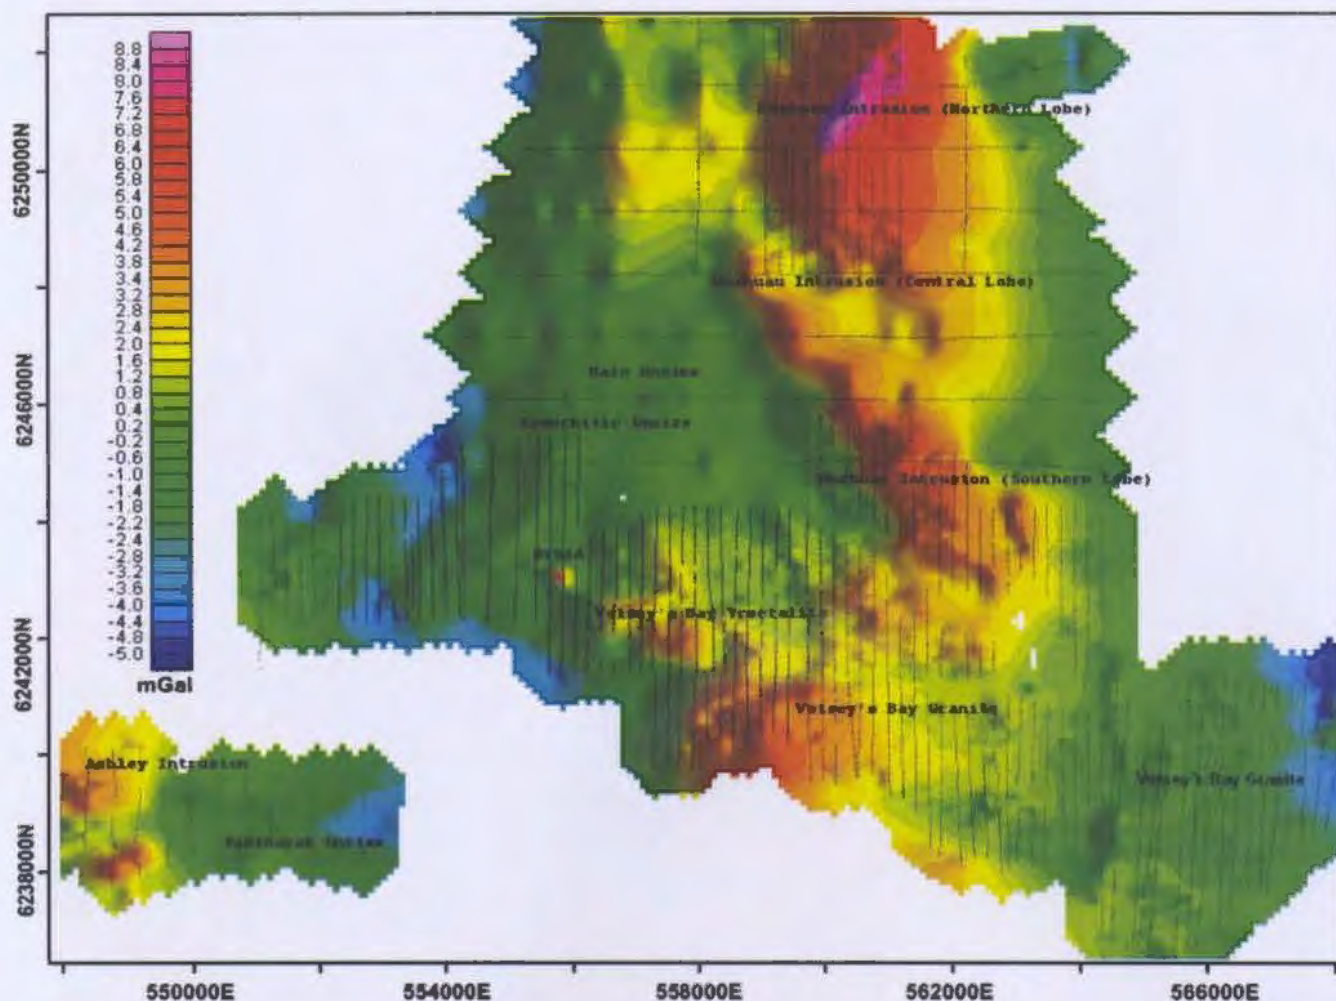 8.8
8.4
8.0
7.6
7.2
6.8
6.4
6.0
5.8
5.4
5.0
4.6
4.2
3.8
3.4
3.2
2.8
2.4
2.0
1.6
1.2
0.8
0.4
0.2
-0.2
-0.6
-1.0
-1.4
-1.8
-2.4
-2.8
-3.2
-3.6
-4.0
-4.4
-4.8
-5.0
mGal
6250000N
6246000N
6242000N
6238000N
Intrusion (Northern Lobe)
Intrusion (Central Lobe)
Main Gneiss
Enderbitic Gneiss
Intrusion (Southern Lobe)
Voisey's Bay Troctolite
Voisey's Bay Granite
Voisey's Bay Granite
Ashley Intrusion
Gneiss
550000E
554000E
558000E
562000E
566000E